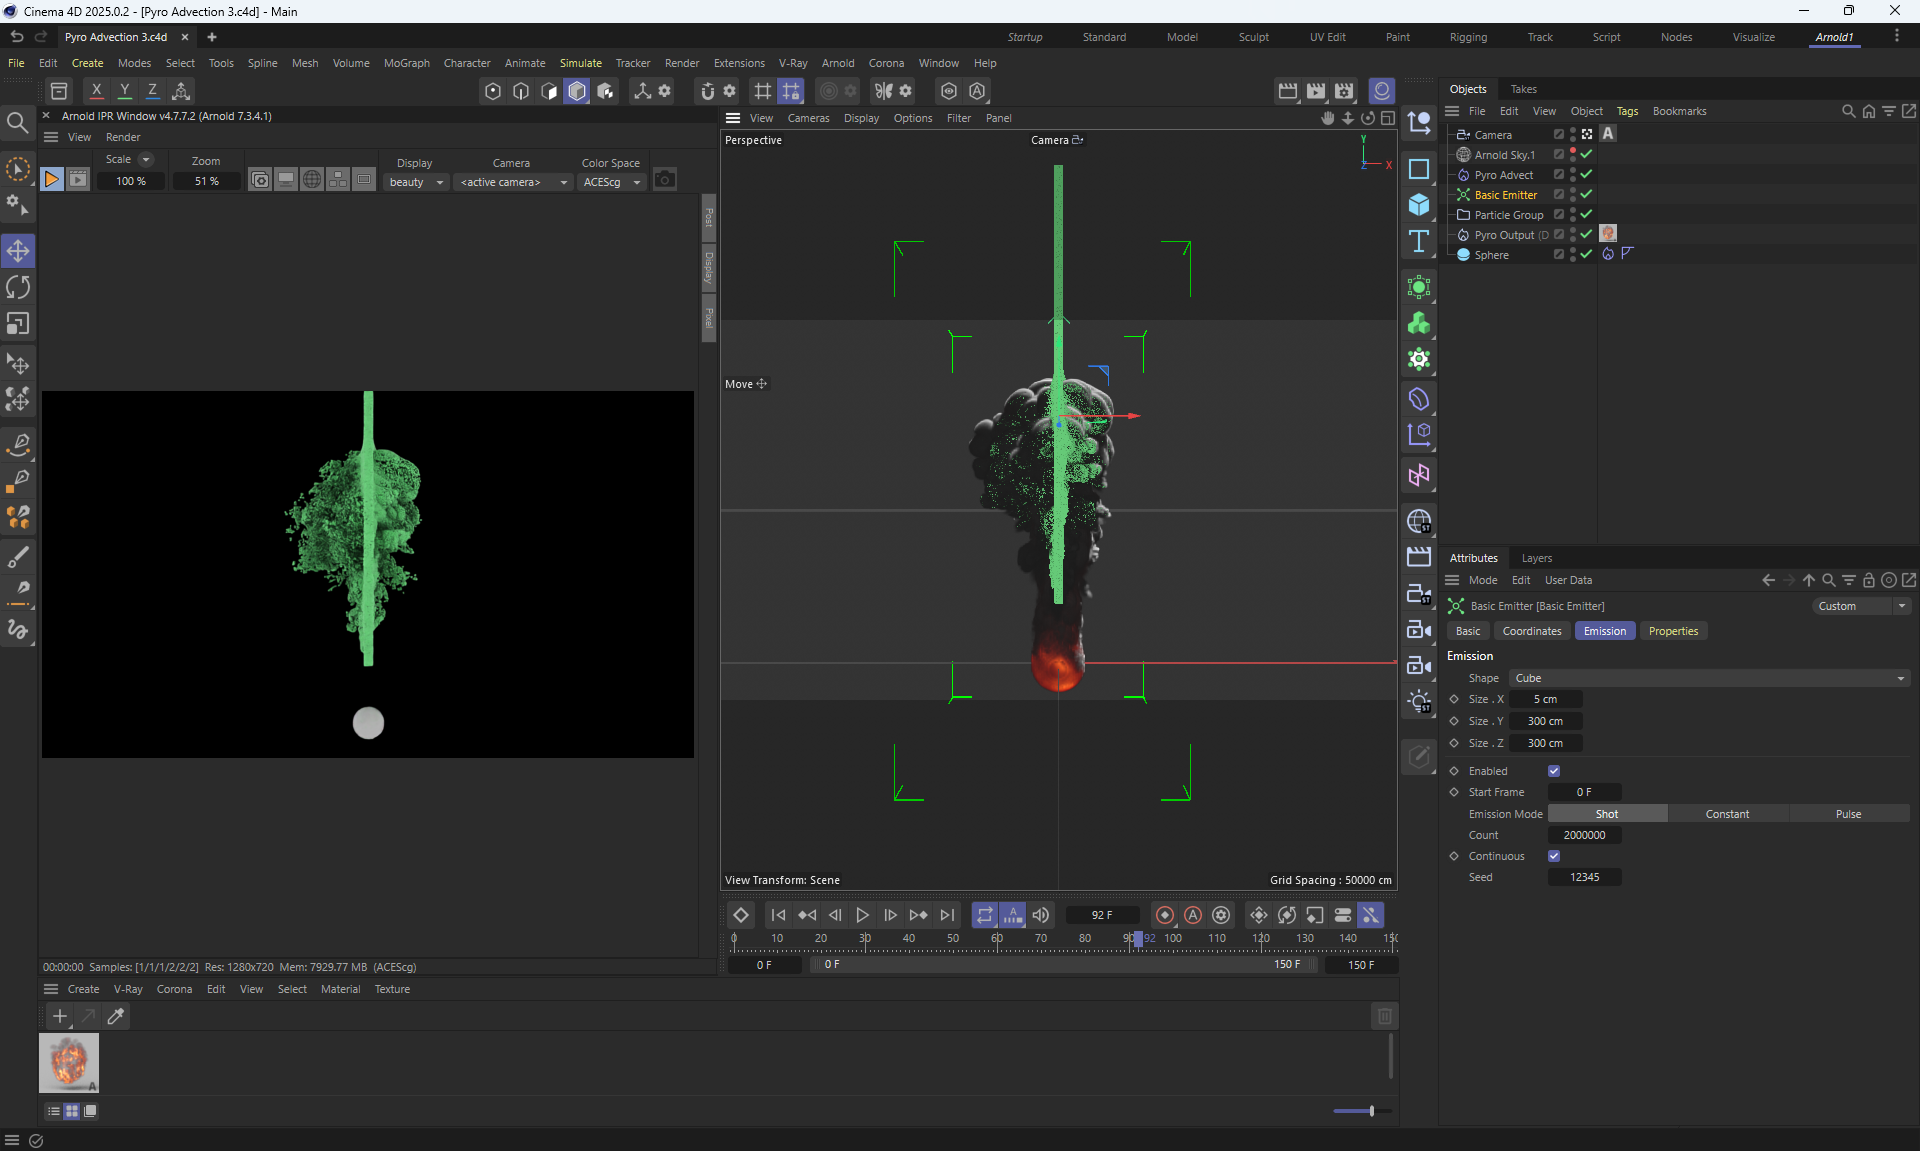 Cinema 4D 2025.0.2 - [Pyro Advection 3.c4d] - Main
Pyro Advection 3.c4d
Startup Standard Model Sculpt UV Edit Paint Rigging Track Script Nodes Visualize Arnold1
File Edit Create Modes Select Tools Spline Mesh Volume MoGraph Character Animate Simulate Tracker Render Extensions V-Ray Arnold Corona Window Help
X Y Z
Arnold IPR Window v4.7.7.2 (Arnold 7.3.4.1)
View Render
Scale Zoom Display Camera Color Space
100 % 51 % beauty <active camera> ACEScg
Post
Display
Pixel
00:00:00 Samples: [1/1/1/2/2/2] Res: 1280x720 Mem: 7929.77 MB (ACEScg)
View Cameras Display Options Filter Panel
Perspective
Camera
Y
X
Z
Move
View Transform: Scene
Grid Spacing : 50000 cm
92 F
0 10 20 30 40 50 60 70 80 90 92 100 110 120 130 140 150
0 F 0 F 150 F 150 F
Create V-Ray Corona Edit View Select Material Texture
A
Objects Takes
File Edit View Object Tags Bookmarks
Camera A
Arnold Sky.1
Pyro Advect
Basic Emitter
Particle Group
Pyro Output (D
Sphere
Attributes Layers
Mode Edit User Data
Basic Emitter [Basic Emitter]
Custom
Basic Coordinates Emission Properties
Emission
Shape Cube
Size . X 5 cm
Size . Y 300 cm
Size . Z 300 cm
Enabled
Start Frame 0 F
Emission Mode Shot Constant Pulse
Count 2000000
Continuous
Seed 12345